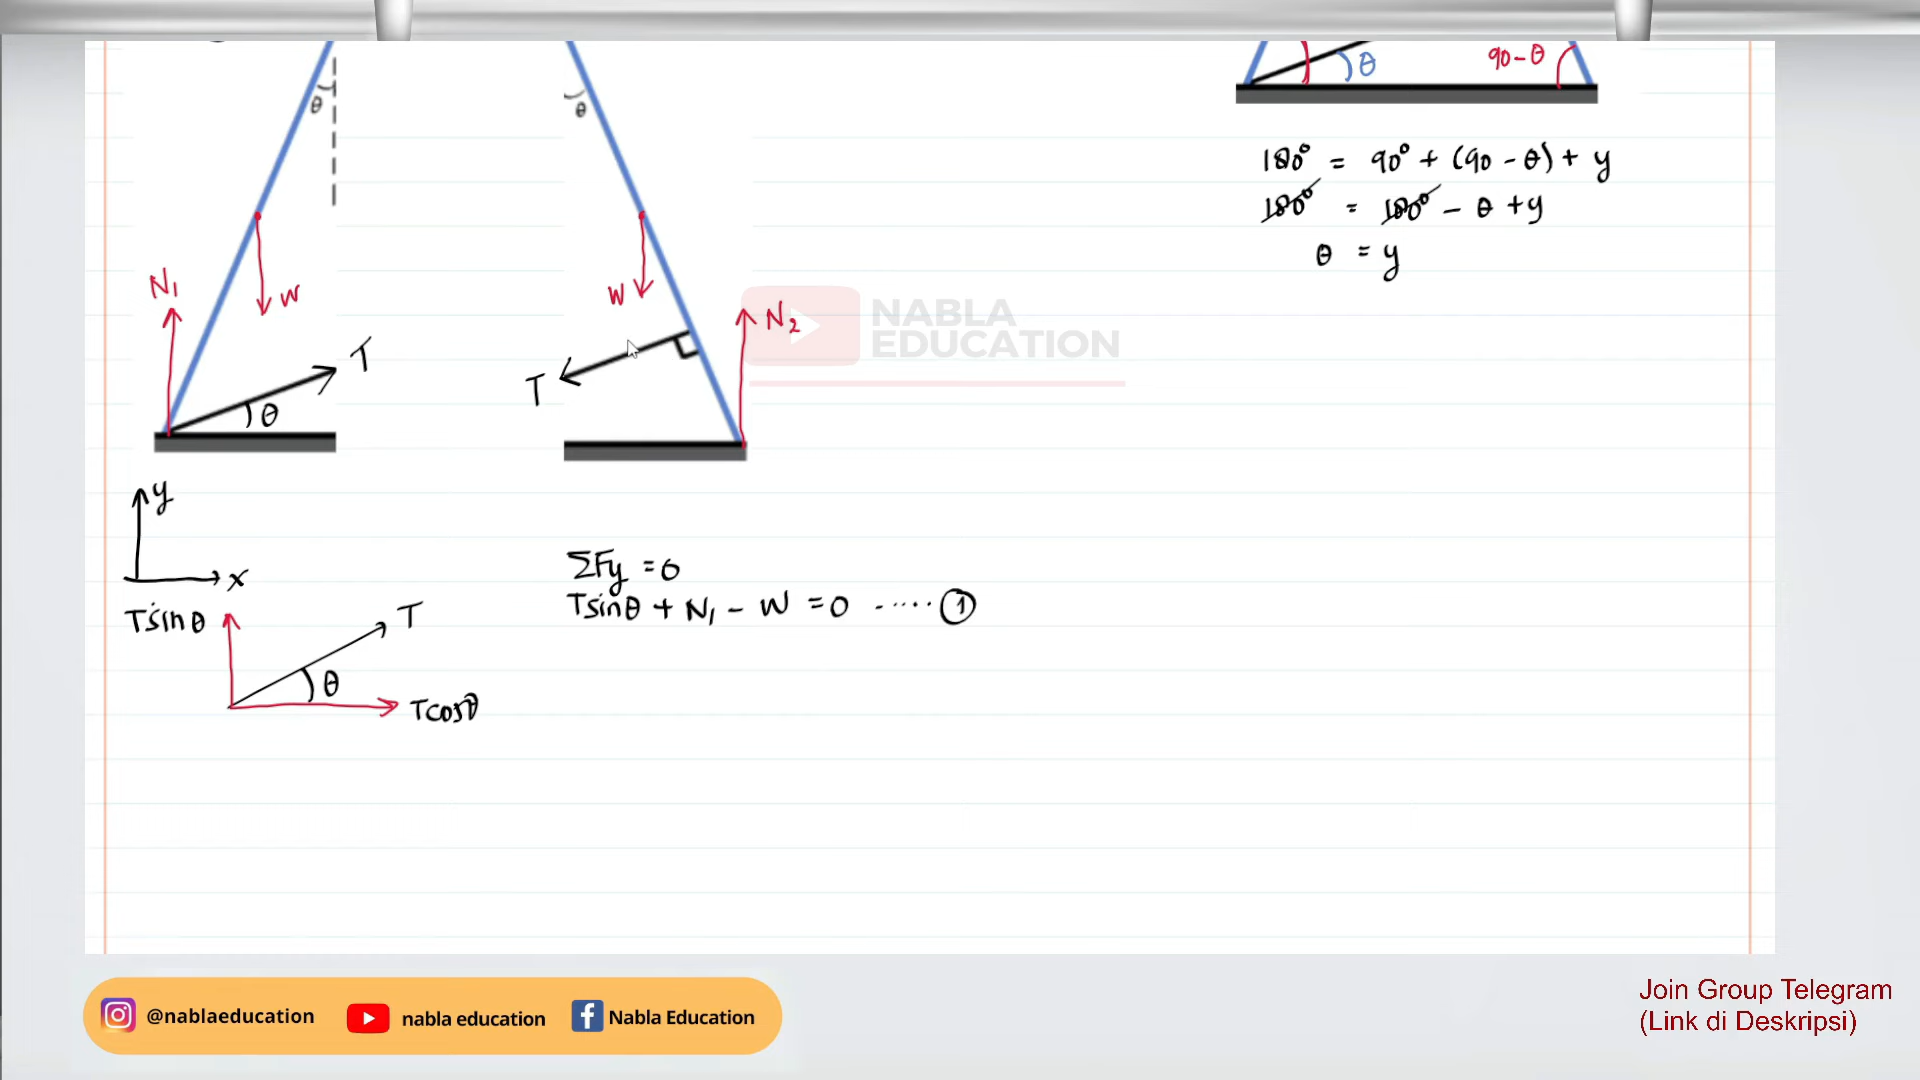 θ
θ
θ
90-θ
180° = 90° + (90 - θ) + y
180° = 180° - θ + y
θ = y
N₁
W
T
θ
W
T
N₂
NABLA
EDUCATION
y
x
Tsinθ
T
θ
Tcosθ
ΣFy = 0
Tsinθ + N₁ - W = 0 ...... ①
@nablaeducation
nabla education
Nabla Education
Join Group Telegram
(Link di Deskripsi)